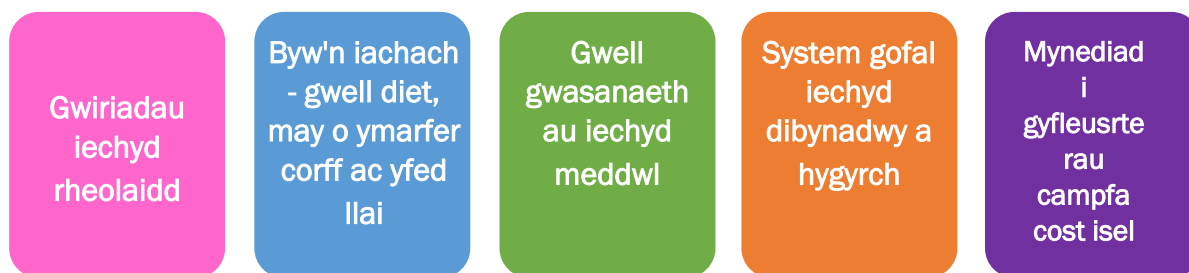 Gwiriadau
iechyd
rheolaidd
Byw'n iachach
- gwell diet,
may o ymarfer
corff ac yfed
llai
Gwell
gwasanaeth
au iechyd
meddwl
System gofal
iechyd
dibynadwy a
hygyrch
Mynediad
i
gyfleusrte
rau
campfa
cost isel